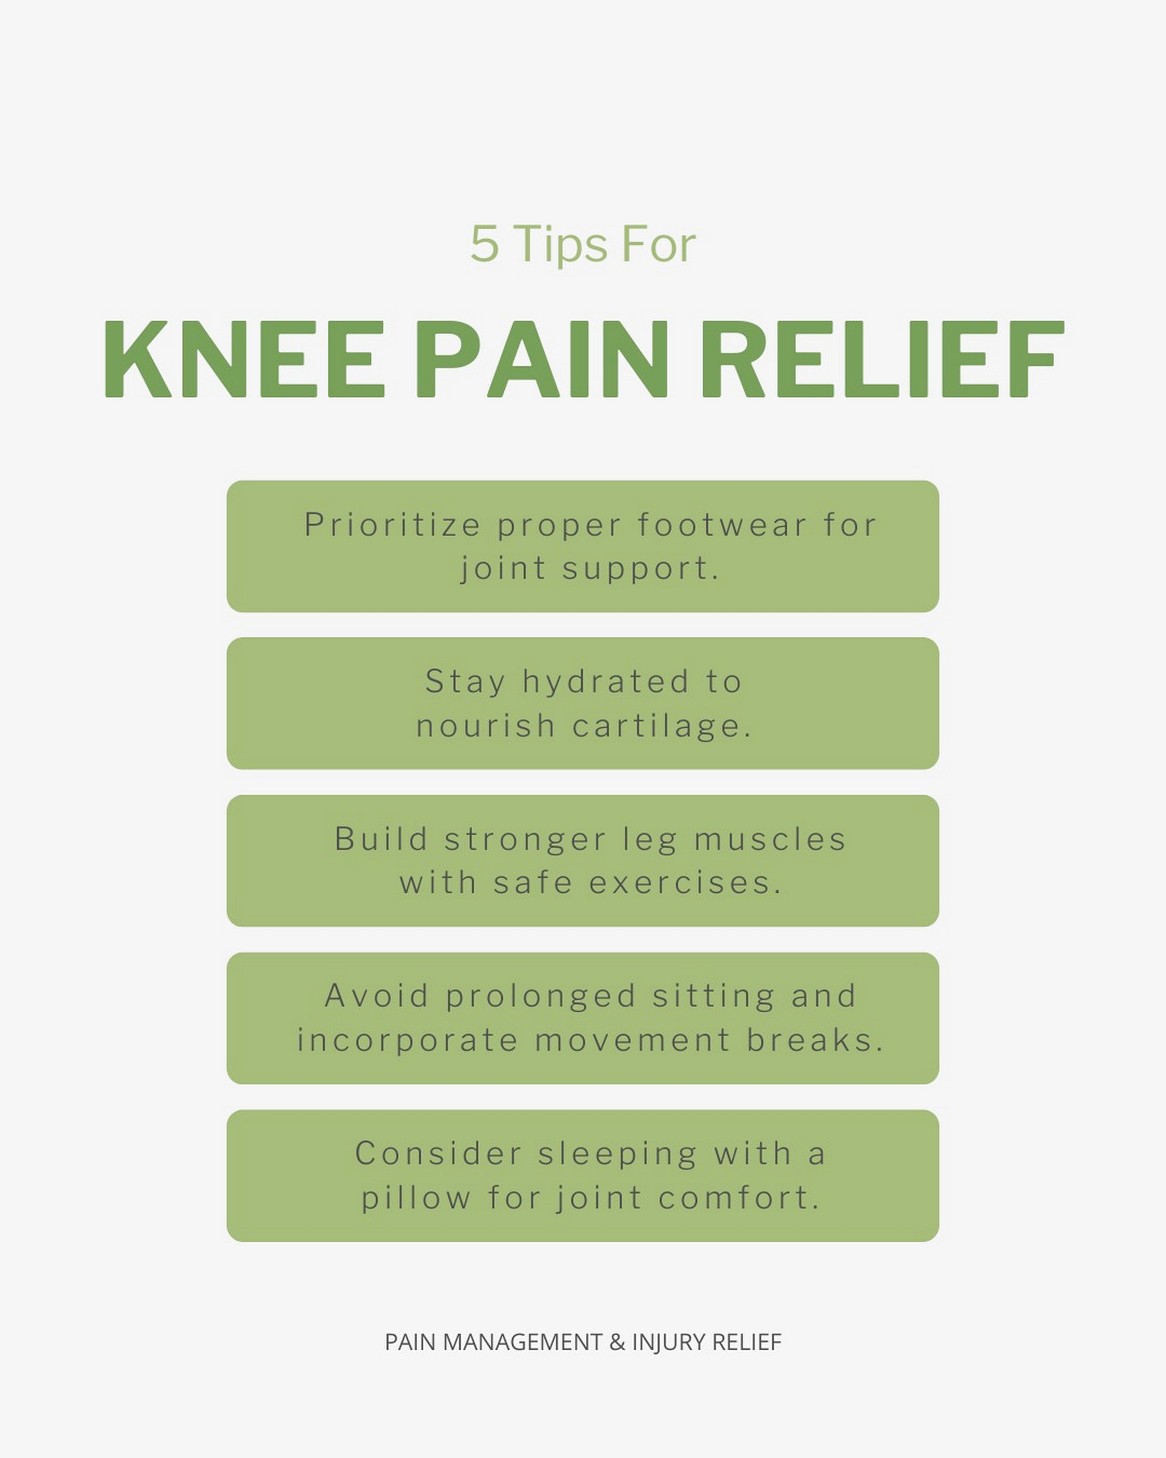 5 Tips For
KNEE PAIN RELIEF
Prioritize proper footwear for
joint support.
Stay hydrated to
nourish cartilage.
Build stronger leg muscles
with safe exercises.
Avoid prolonged sitting and
incorporate movement breaks.
Consider sleeping with a
pillow for joint comfort.
PAIN MANAGEMENT & INJURY RELIEF